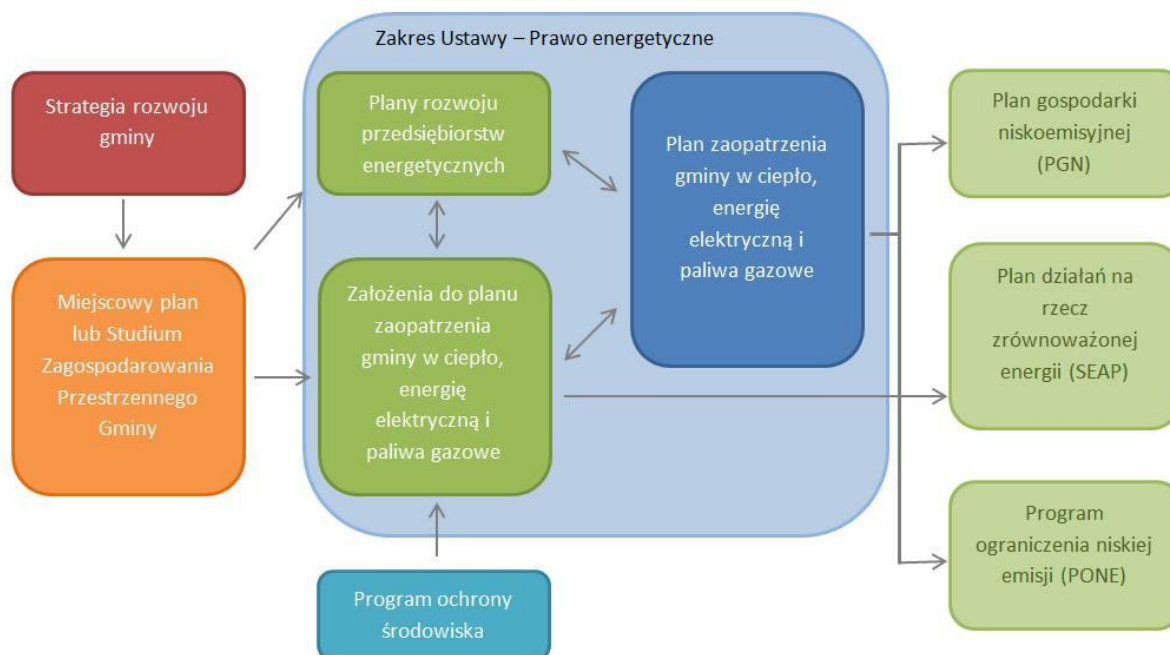 Zakres Ustawy – Prawo energetyczne
Strategia rozwoju
gminy
Plany rozwoju
przedsiębiorstw
energetycznych
Plan zaopatrzenia
gminy w ciepło,
energię
elektryczną i
paliwa gazowe
Plan gospodarki
niskoemisyjnej
(PGN)
Miejscowy plan
lub Studium
Zagospodarowania
Przestrzennego
Gminy
Założenia do planu
zaopatrzenia
gminy w ciepło,
energię
elektryczną i
paliwa gazowe
Plan działań na
rzecz
zrównoważonej
energii (SEAP)
Program ochrony
środowiska
Program
ograniczenia niskiej
emisji (PONE)